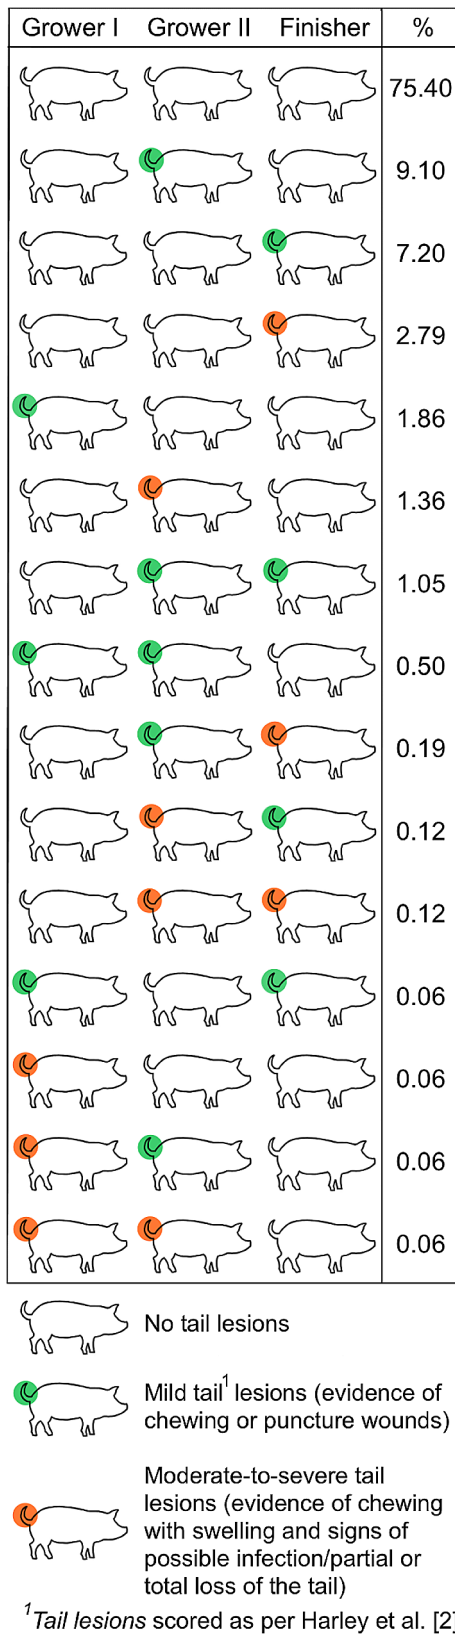 Grower I Grower II Finisher %
75.40
9.10
7.20
2.79
1.86
1.36
1.05
0.50
0.19
0.12
0.12
0.06
0.06
0.06
0.06
No tail lesions
Mild tail¹ lesions (evidence of
chewing or puncture wounds)
Moderate-to-severe tail
lesions (evidence of chewing
with swelling and signs of
possible infection/partial or
total loss of the tail)
¹Tail lesions scored as per Harley et al. [2]